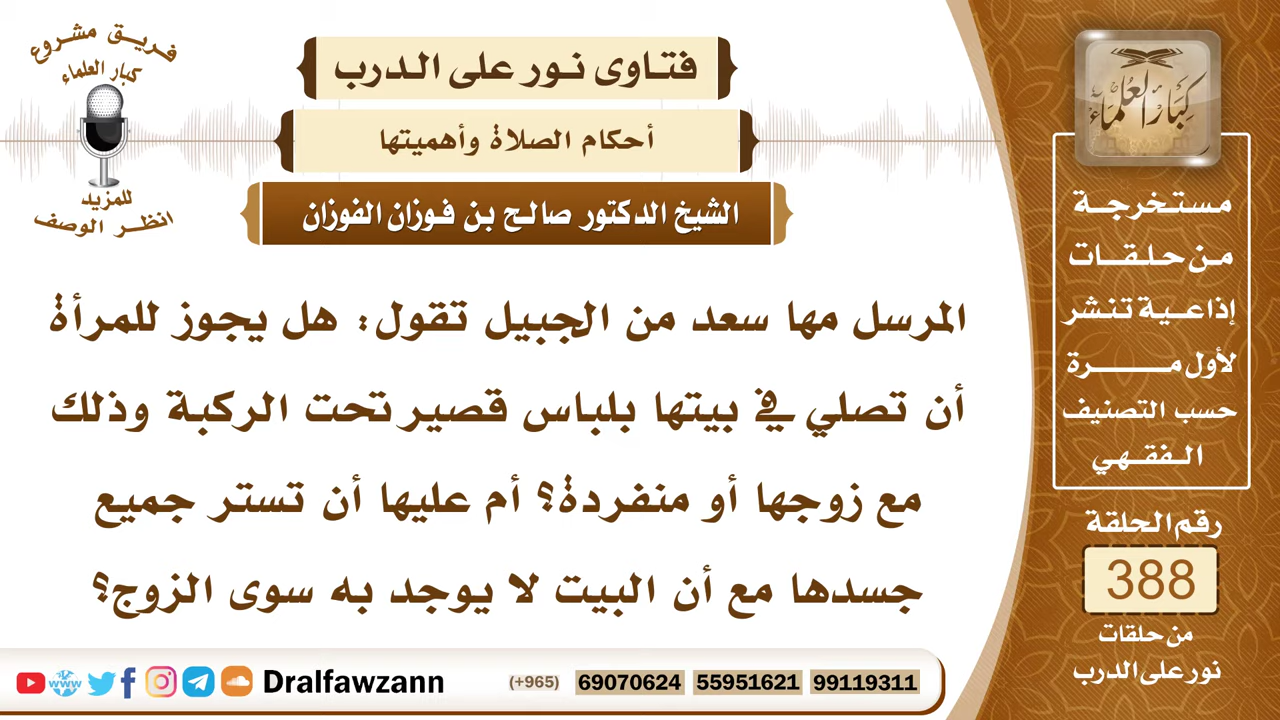 فريق مشروع
كبار العلماء
للمزيد
انظر الوصف
فتاوى نور على الدرب
أحكام الصلاة وأهميتها
الشيخ الدكتور صالح بن فوزان الفوزان
المرسل مها سعد من الجبيل تقول: هل يجوز للمرأة
أن تصلي في بيتها بلباس قصير تحت الركبة وذلك
مع زوجها أو منفردة؟ أم عليها أن تستر جميع
جسدها مع أن البيت لا يوجد به سوى الزوج؟
كبار العلماء
مستخرجة
من حلقات
إذاعية تنشر
لأول مرة
حسب التصنيف
الفقهي
رقم الحلقة
388
من حلقات
نور على الدرب
www Dralfawzann (+965) 69070624 55951621 99119311